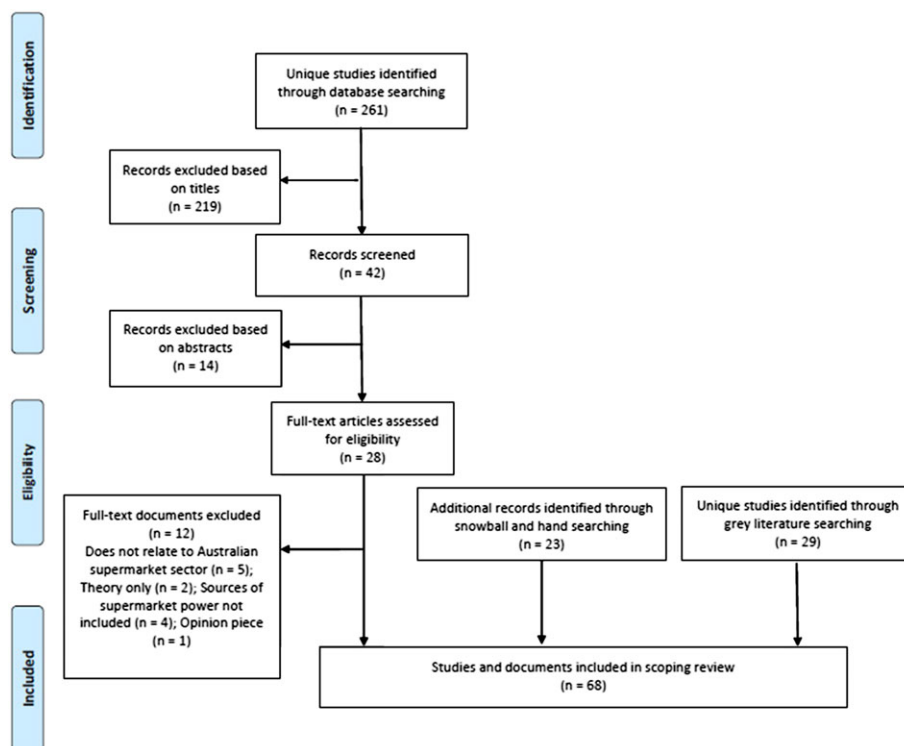 Identification
Unique studies identified
through database searching
(n = 261)
Records excluded based
on titles
(n = 219)
Screening
Records screened
(n = 42)
Records excluded based
on abstracts
(n = 14)
Eligibility
Full-text articles assessed
for eligibility
(n = 28)
Full-text documents excluded
(n = 12)
Does not relate to Australian
supermarket sector (n = 5);
Theory only (n = 2); Sources
of supermarket power not
included (n = 4); Opinion piece
(n = 1)
Additional records identified through
snowball and hand searching
(n = 23)
Unique studies identified through
grey literature searching
(n = 29)
Included
Studies and documents included in scoping review
(n = 68)